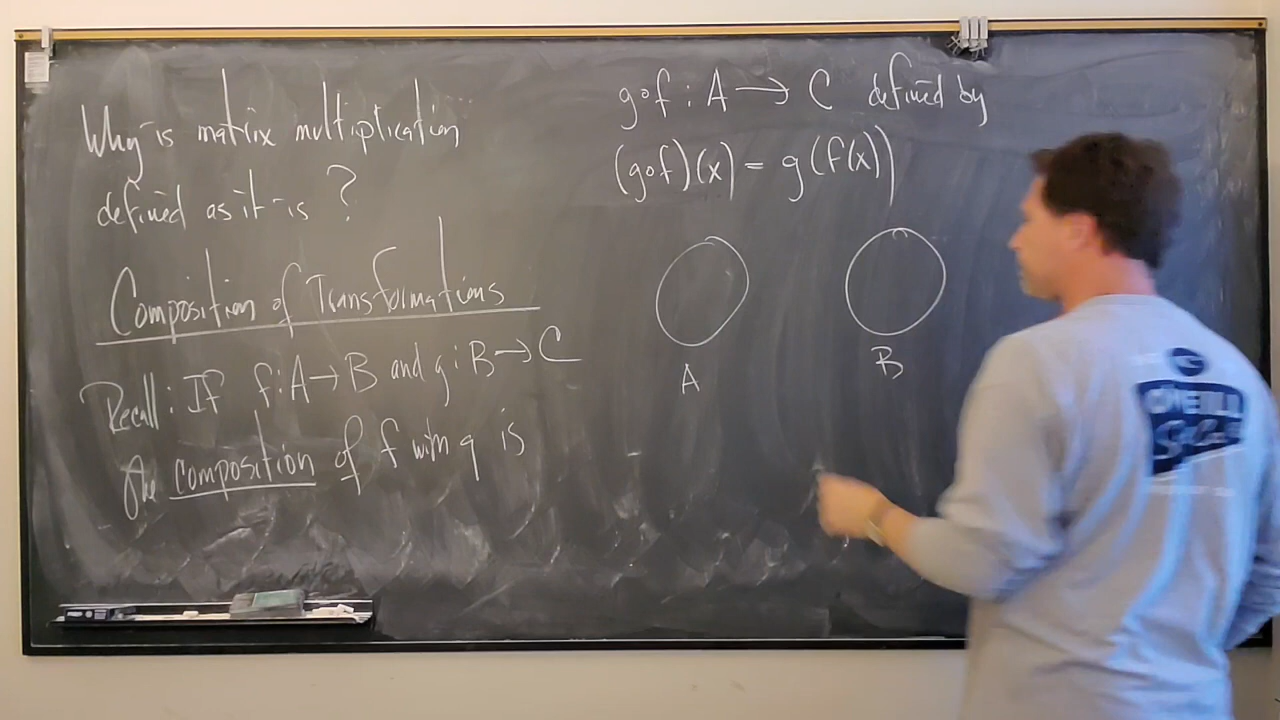 Why is matrix multiplication
defined as it is ?
Composition of Transformations
Recall: If f: A → B and g: B → C
the composition of f with g is
g∘f : A → C defined by
(g∘f)(x) = g(f(x))
A
B
O'NEILL